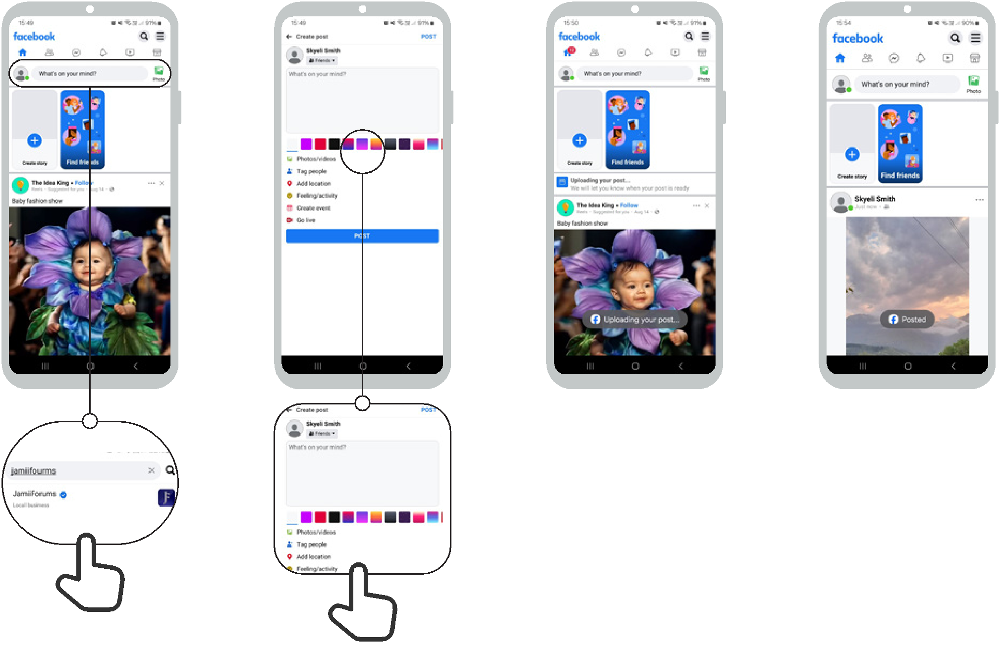 15:49
91%
facebook
What's on your mind?
Photo
Create story
Find friends
The Idea King • Follow
Reels • Suggested for you • Aug 14 •
Baby fashion show
jamiifourms
JamiiForums
Local business
15:49
91%
Create post
POST
Skyeli Smith
Friends
What's on your mind?
Photos/videos
Tag people
Add location
Feeling/activity
Create event
Go live
POST
Create post
POST
Skyeli Smith
Friends
What's on your mind?
Photos/videos
Tag people
Add location
Feeling/activity
15:50
91%
facebook
12
What's on your mind?
Photo
Create story
Find friends
Uploading your post...
We will let you know when your post is ready
The Idea King • Follow
Reels • Suggested for you • Aug 14 •
Baby fashion show
Uploading your post...
15:54
90%
facebook
What's on your mind?
Photo
Create story
Find friends
Skyeli Smith
Just now
Posted